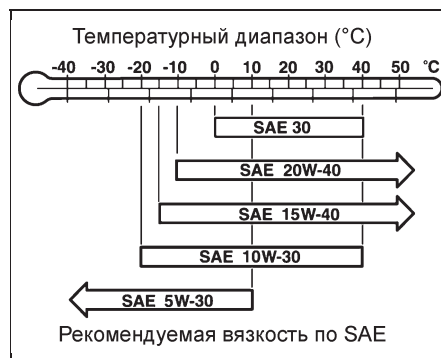 Температурный диапазон (°C)
-40 -30 -20 -10 0 10 20 30 40 50 °C
SAE 30
SAE 20W-40
SAE 15W-40
SAE 10W-30
SAE 5W-30
Рекомендуемая вязкость по SAE